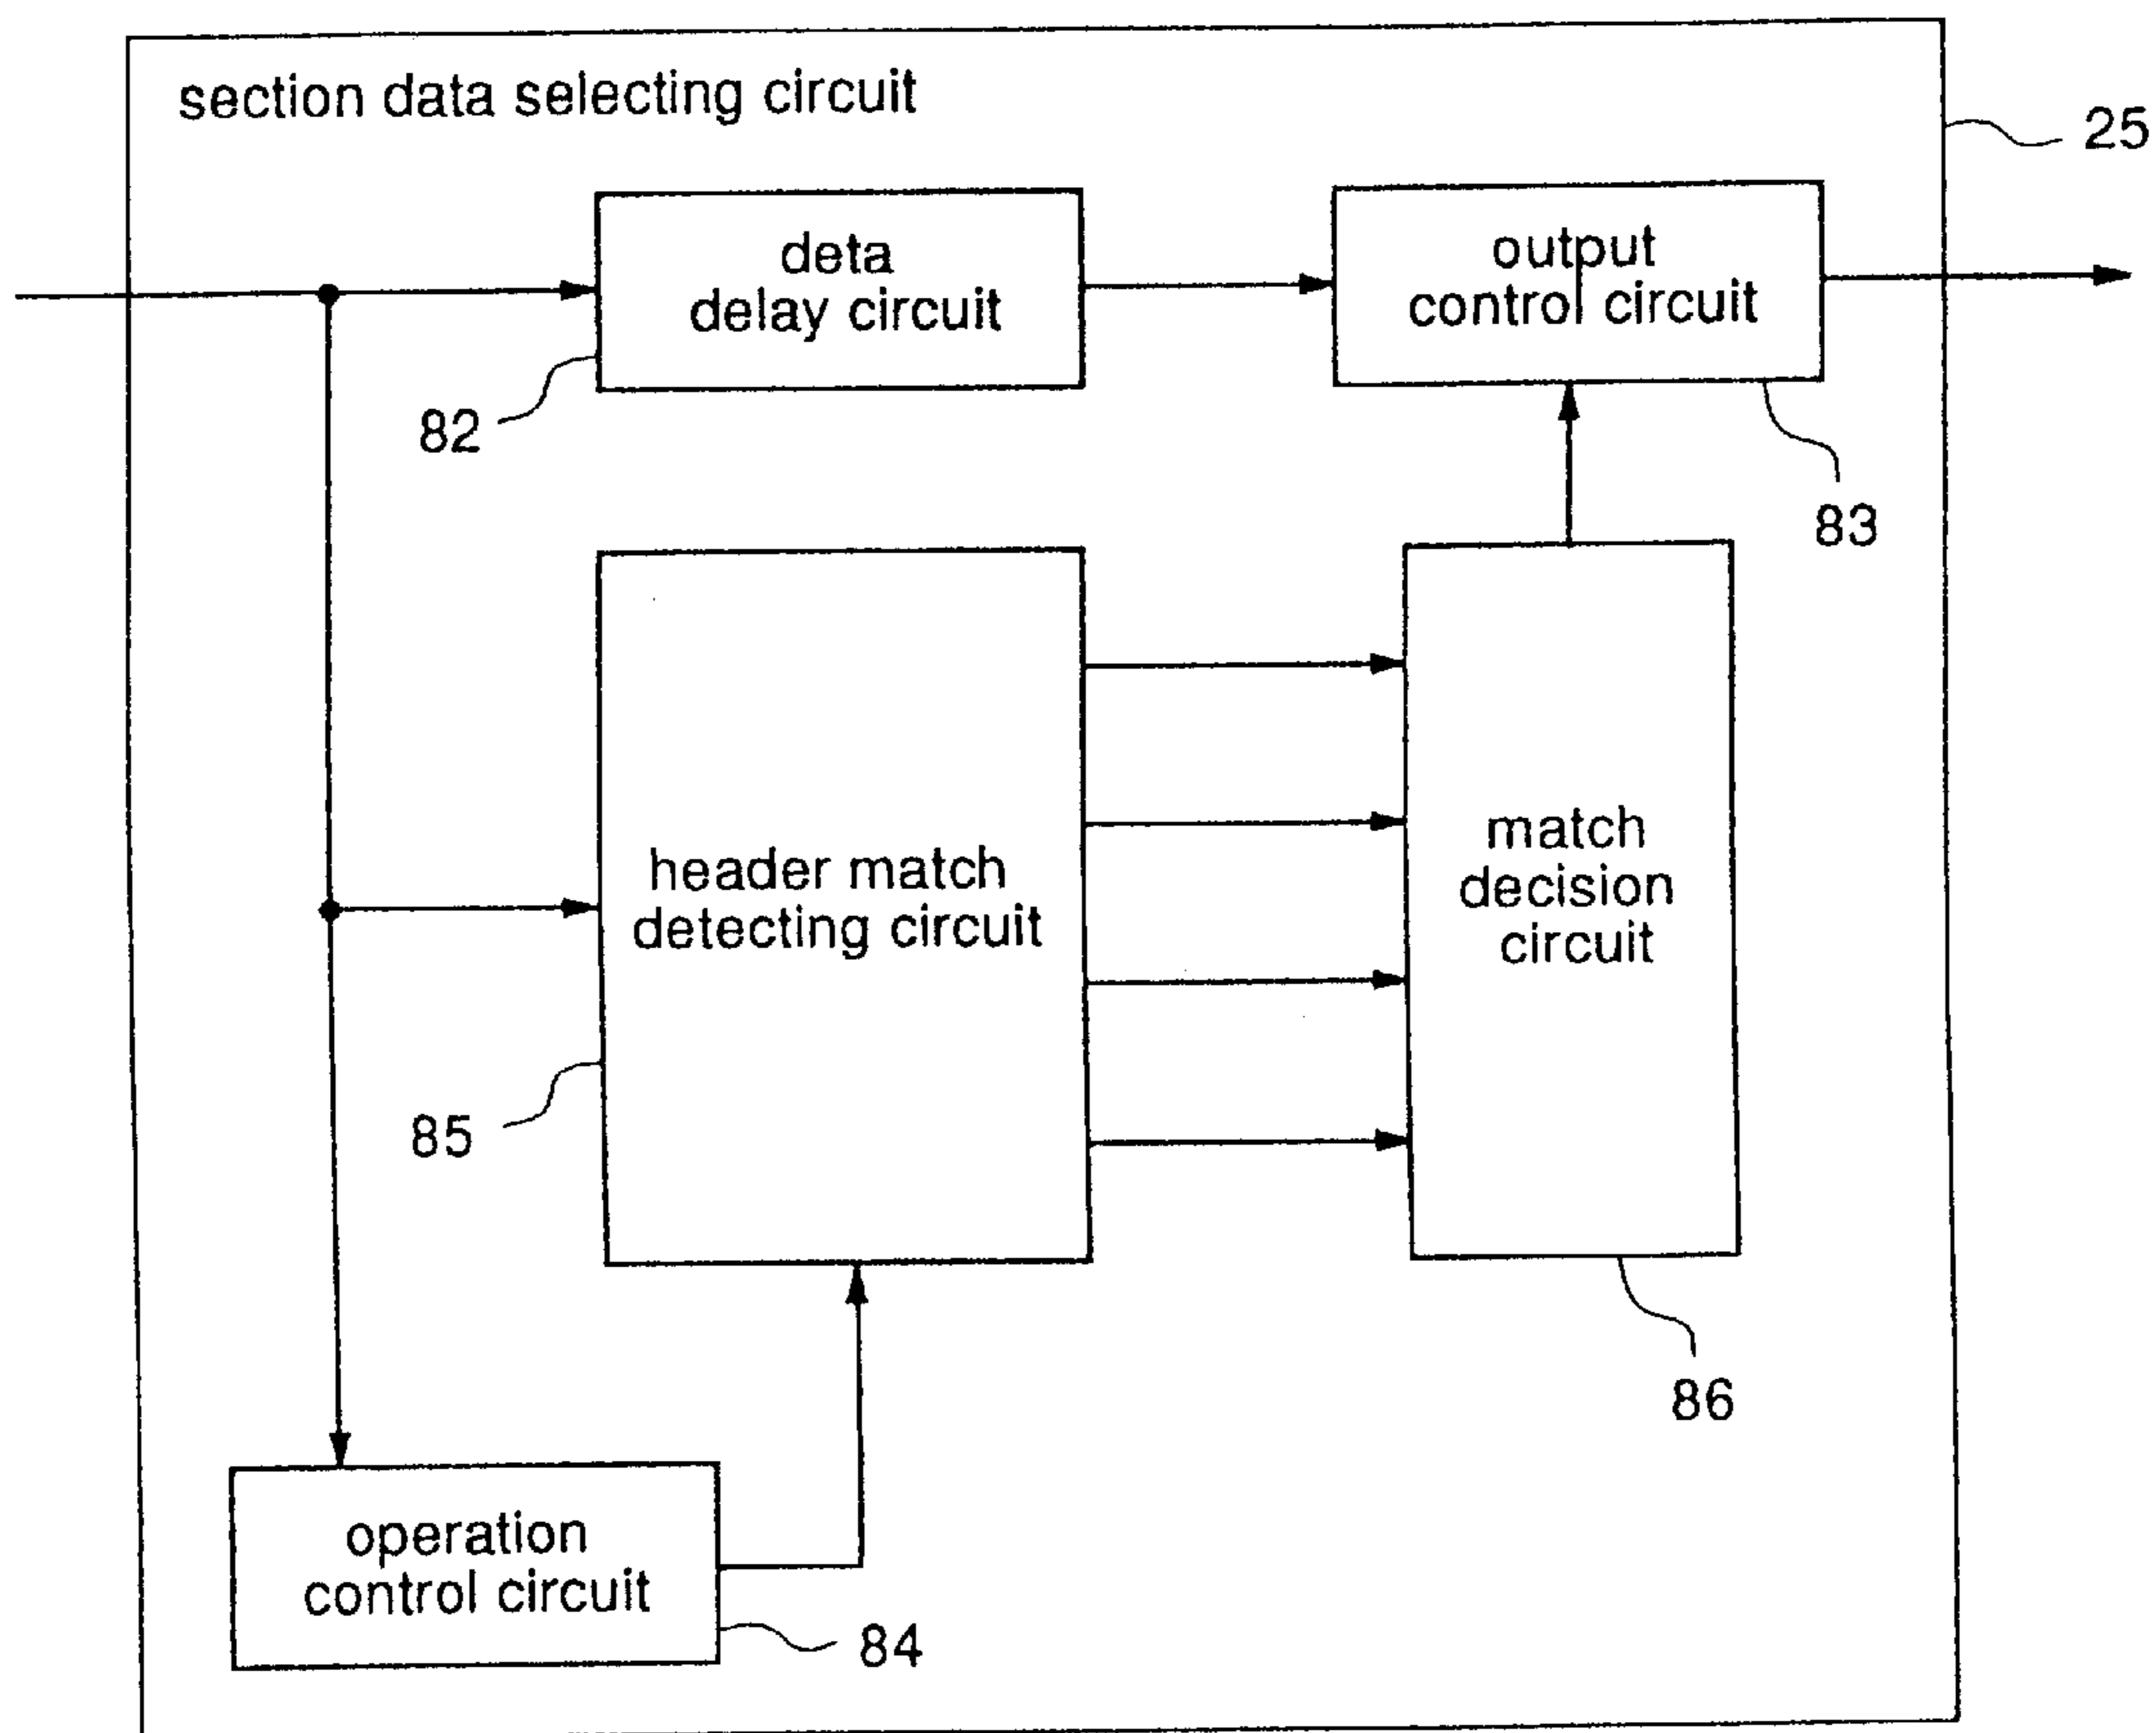 section data selecting circuit
25
deta
delay circuit
82
output
control circuit
83
header match
detecting circuit
85
match
decision
circuit
86
operation
control circuit
84